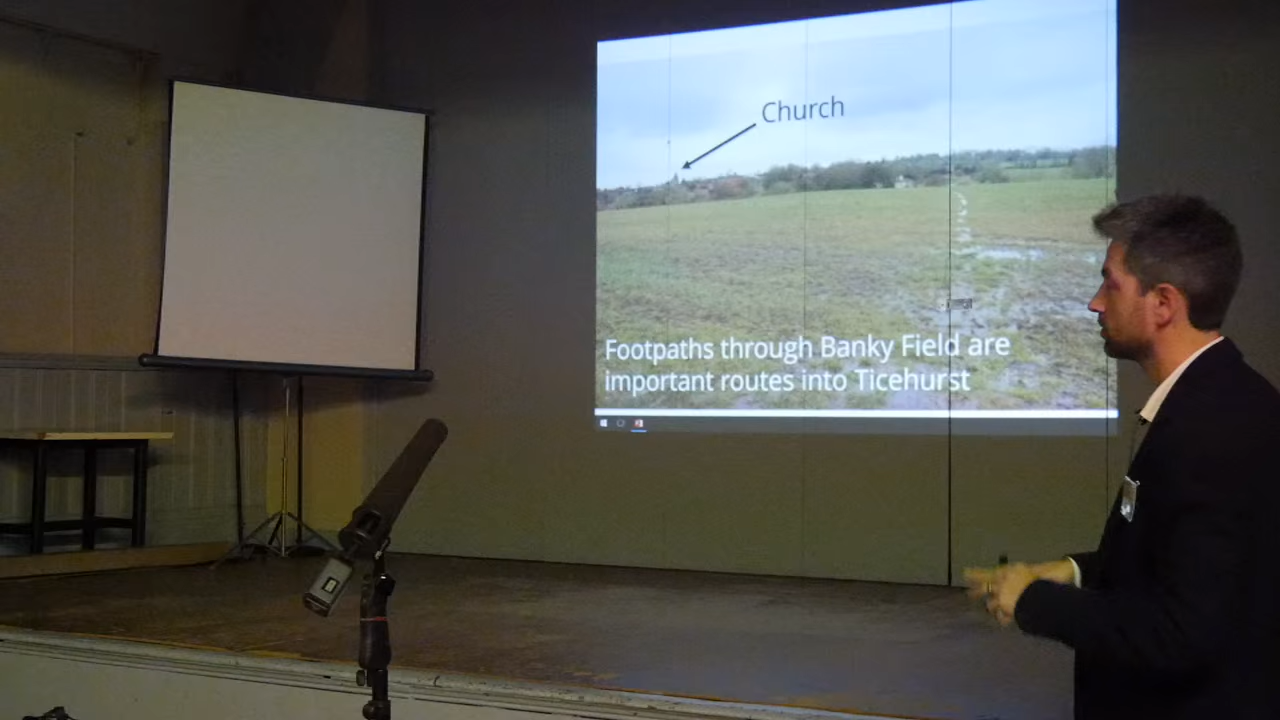 Church
Footpaths through Banky Field are
important routes into Ticehurst